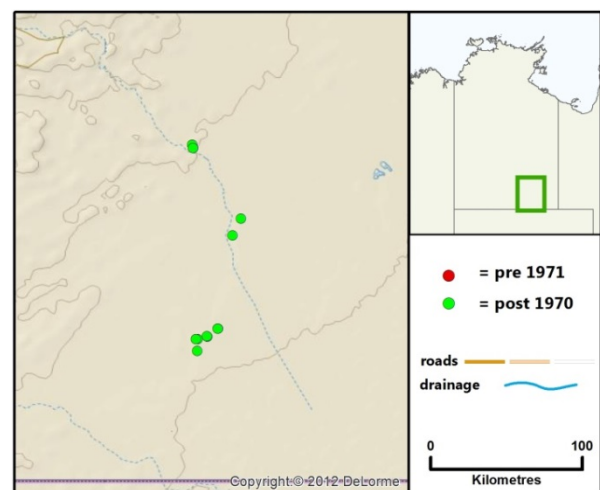 = pre 1971
= post 1970
roads
drainage
0 100
Kilometres
Copyright:© 2012 DeLorme